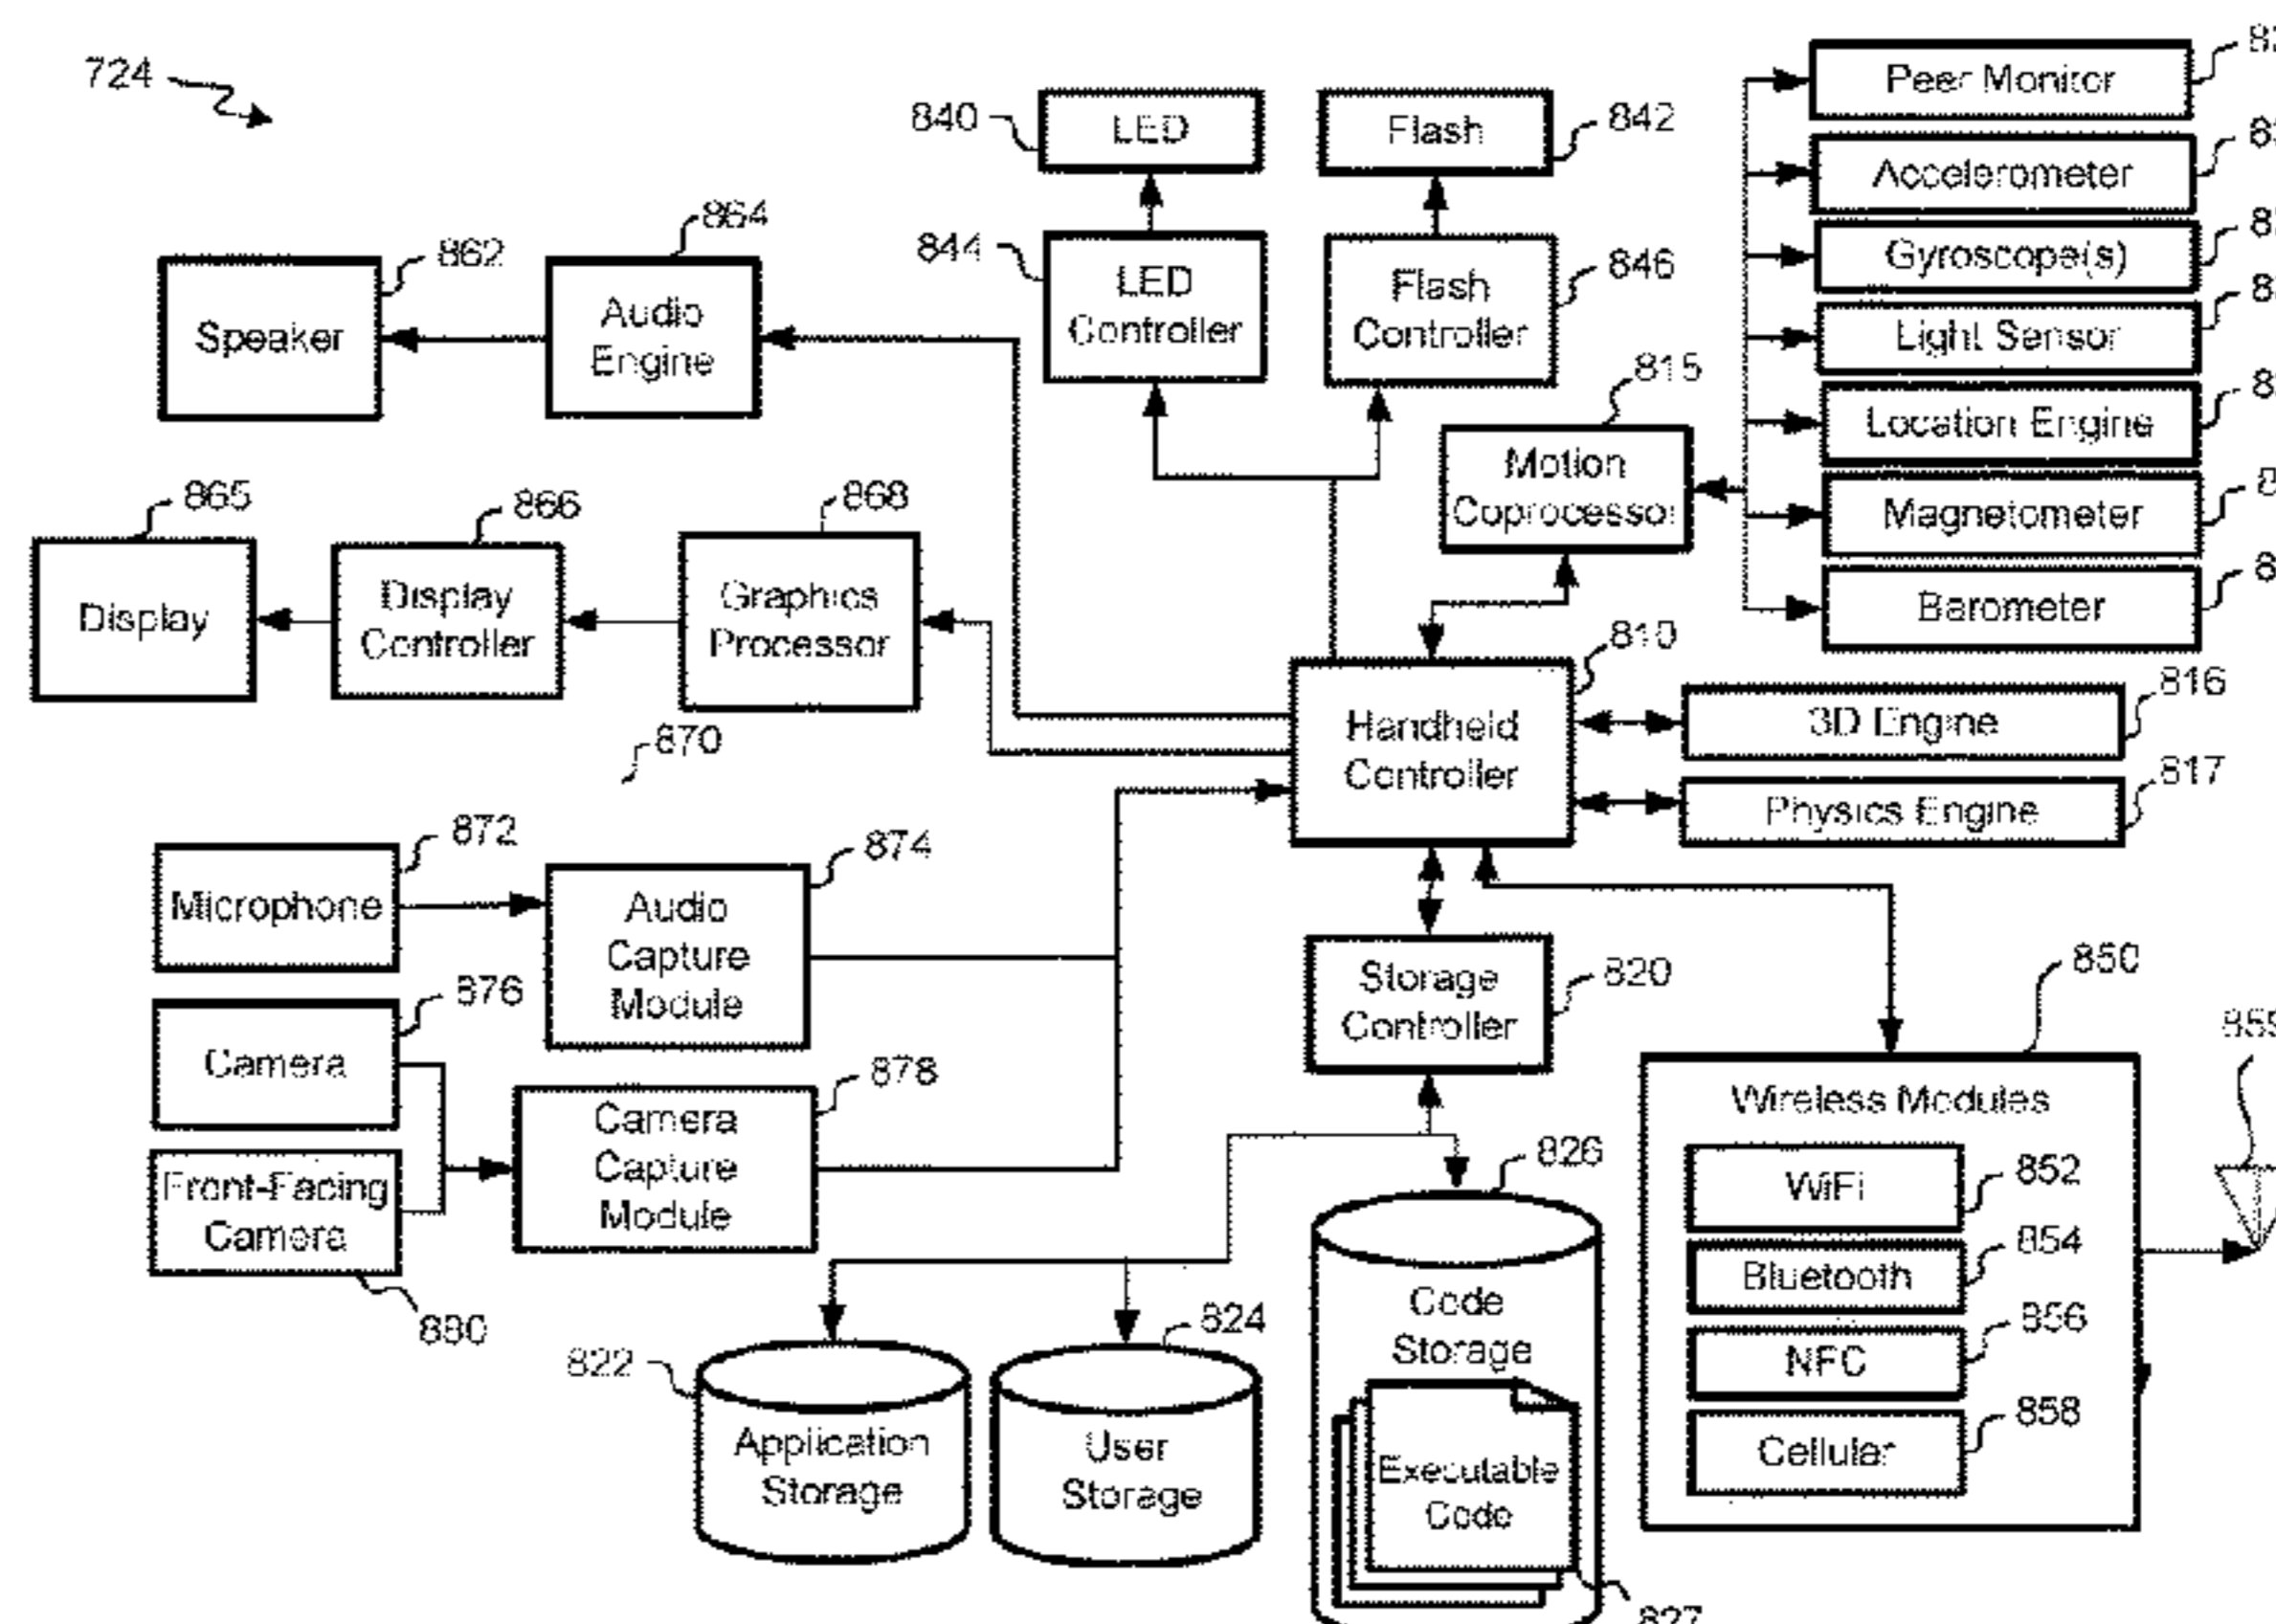 724
840
LED
Flash
842
Peer Monitor
Accelerometer
Gyroscope(s)
Light Sensor
Location Engine
Magnetometer
Barometer
862
864
844
846
Speaker
Audio
Engine
LED
Controller
Flash
Controller
815
Motion
Coprocessor
865
866
868
Display
Display
Controller
Graphics
Processor
810
Handheld
Controller
816
3D Engine
817
Physics Engine
870
872
874
Microphone
Audio
Capture
Module
876
Camera
878
Camera
Capture
Module
Front-Facing
Camera
880
Storage
Controller
820
850
859
Wireless Modules
WiFi
852
Bluetooth
854
NFC
856
Cellular
858
822
Application
Storage
824
User
Storage
826
Code
Storage
Executable
Code
827